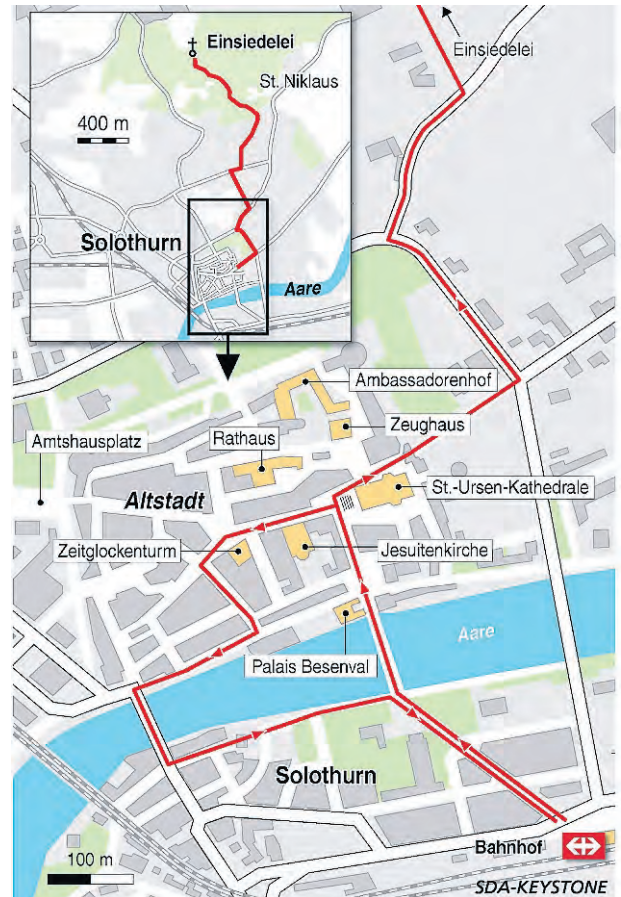 Einsiedelei
St. Niklaus
400 m
Solothurn
Aare
Einsiedelei
Ambassadorenhof
Zeughaus
Amtshausplatz
Rathaus
St.-Ursen-Kathedrale
Altstadt
Zeitglockenturm
Jesuitenkirche
Aare
Palais Besenval
Solothurn
Bahnhof
100 m
SDA-KEYSTONE